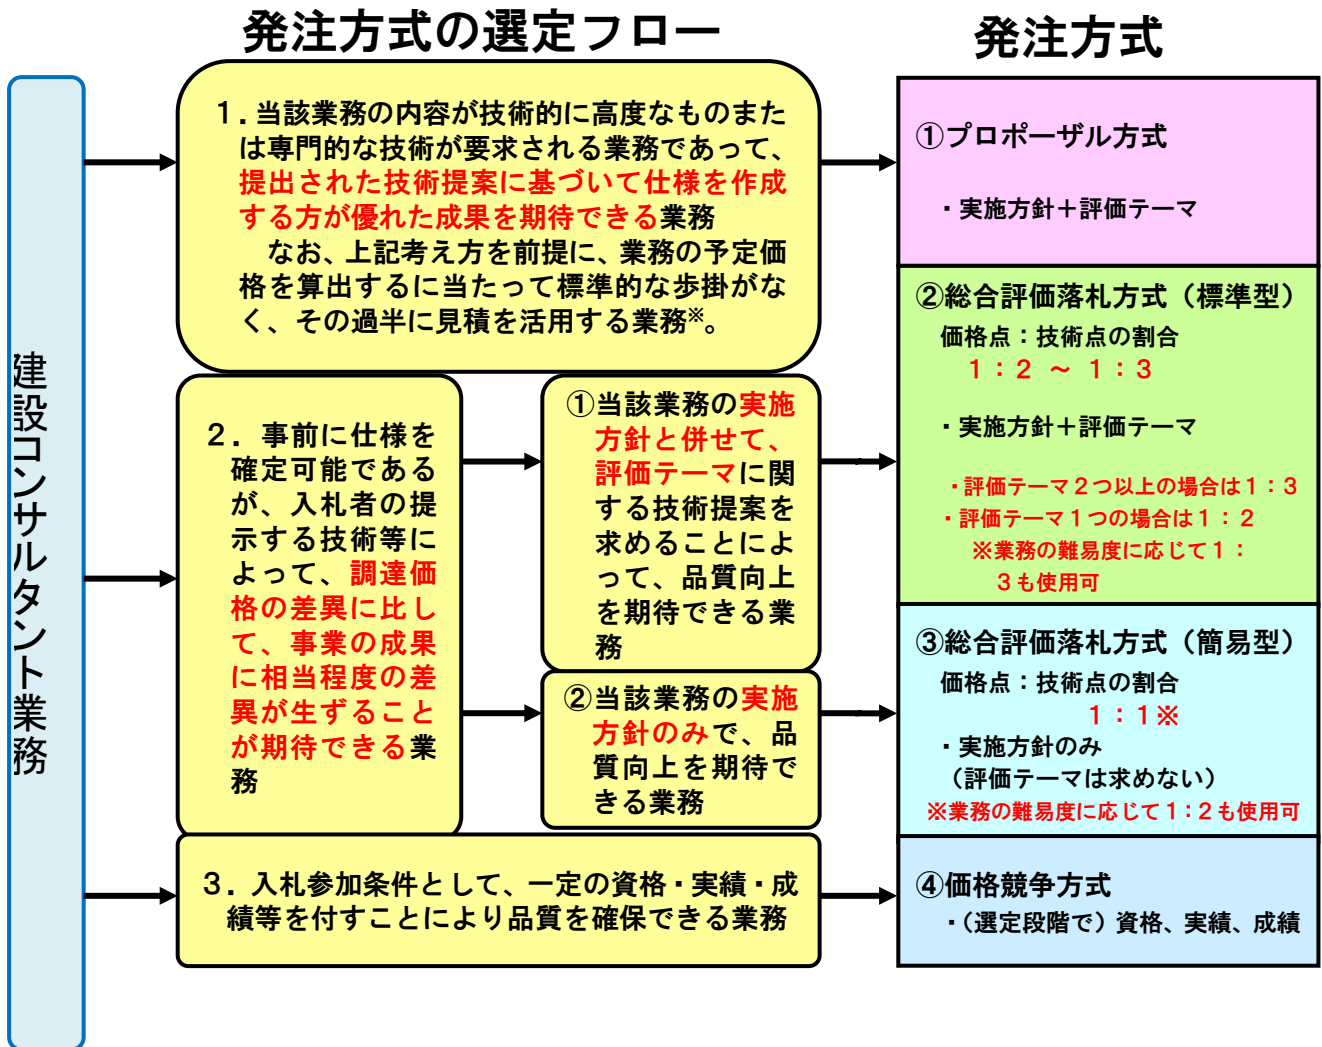 発注方式の選定フロー
発注方式
建設コンサルタント業務
１．当該業務の内容が技術的に高度なものまた
は専門的な技術が要求される業務であって、
提出された技術提案に基づいて仕様を作成
する方が優れた成果を期待できる業務
なお、上記考え方を前提に、業務の予定価
格を算出するに当たって標準的な歩掛がな
く、その過半に見積を活用する業務※。
２．事前に仕様を
確定可能である
が、入札者の提
示する技術等に
よって、調達価
格の差異に比し
て、事業の成果
に相当程度の差
異が生ずること
が期待できる業
務
①当該業務の実施
方針と併せて、
評価テーマに関
する技術提案を
求めることによ
って、品質向上
を期待できる業
務
②当該業務の実施
方針のみで、品
質向上を期待で
きる業務
３．入札参加条件として、一定の資格・実績・成
績等を付すことにより品質を確保できる業務
①プロポーザル方式
・実施方針＋評価テーマ
②総合評価落札方式（標準型）
価格点：技術点の割合
１：２ ～ １：３
・実施方針＋評価テーマ
・評価テーマ２つ以上の場合は１：３
・評価テーマ１つの場合は１：２
※業務の難易度に応じて１：
３も使用可
③総合評価落札方式（簡易型）
価格点：技術点の割合
１：１※
・実施方針のみ
（評価テーマは求めない）
※業務の難易度に応じて１：２も使用可
④価格競争方式
・（選定段階で）資格、実績、成績